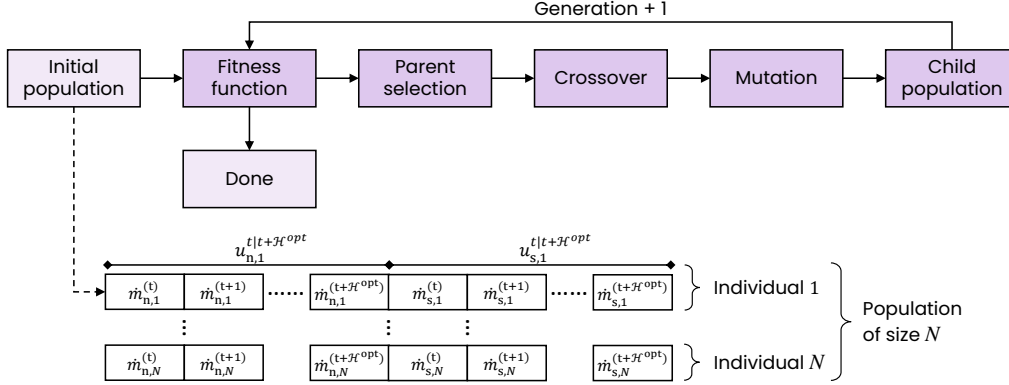 Generation + 1
Initial population
Fitness function
Parent selection
Crossover
Mutation
Child population
Done
u_{n,1}^{t|t+ℋ^{opt}} u_{s,1}^{t|t+ℋ^{opt}}
ṁ_{n,1}^{(t)} ṁ_{n,1}^{(t+1)} ...... ṁ_{n,1}^{(t+ℋ^{opt})} ṁ_{s,1}^{(t)} ṁ_{s,1}^{(t+1)} ...... ṁ_{s,1}^{(t+ℋ^{opt})} Individual 1
⋮ ⋮ ⋮
ṁ_{n,N}^{(t)} ṁ_{n,N}^{(t+1)} ṁ_{n,N}^{(t+ℋ^{opt})} ṁ_{s,N}^{(t)} ṁ_{s,N}^{(t+1)} ṁ_{s,N}^{(t+ℋ^{opt})} Individual N
Population
of size N